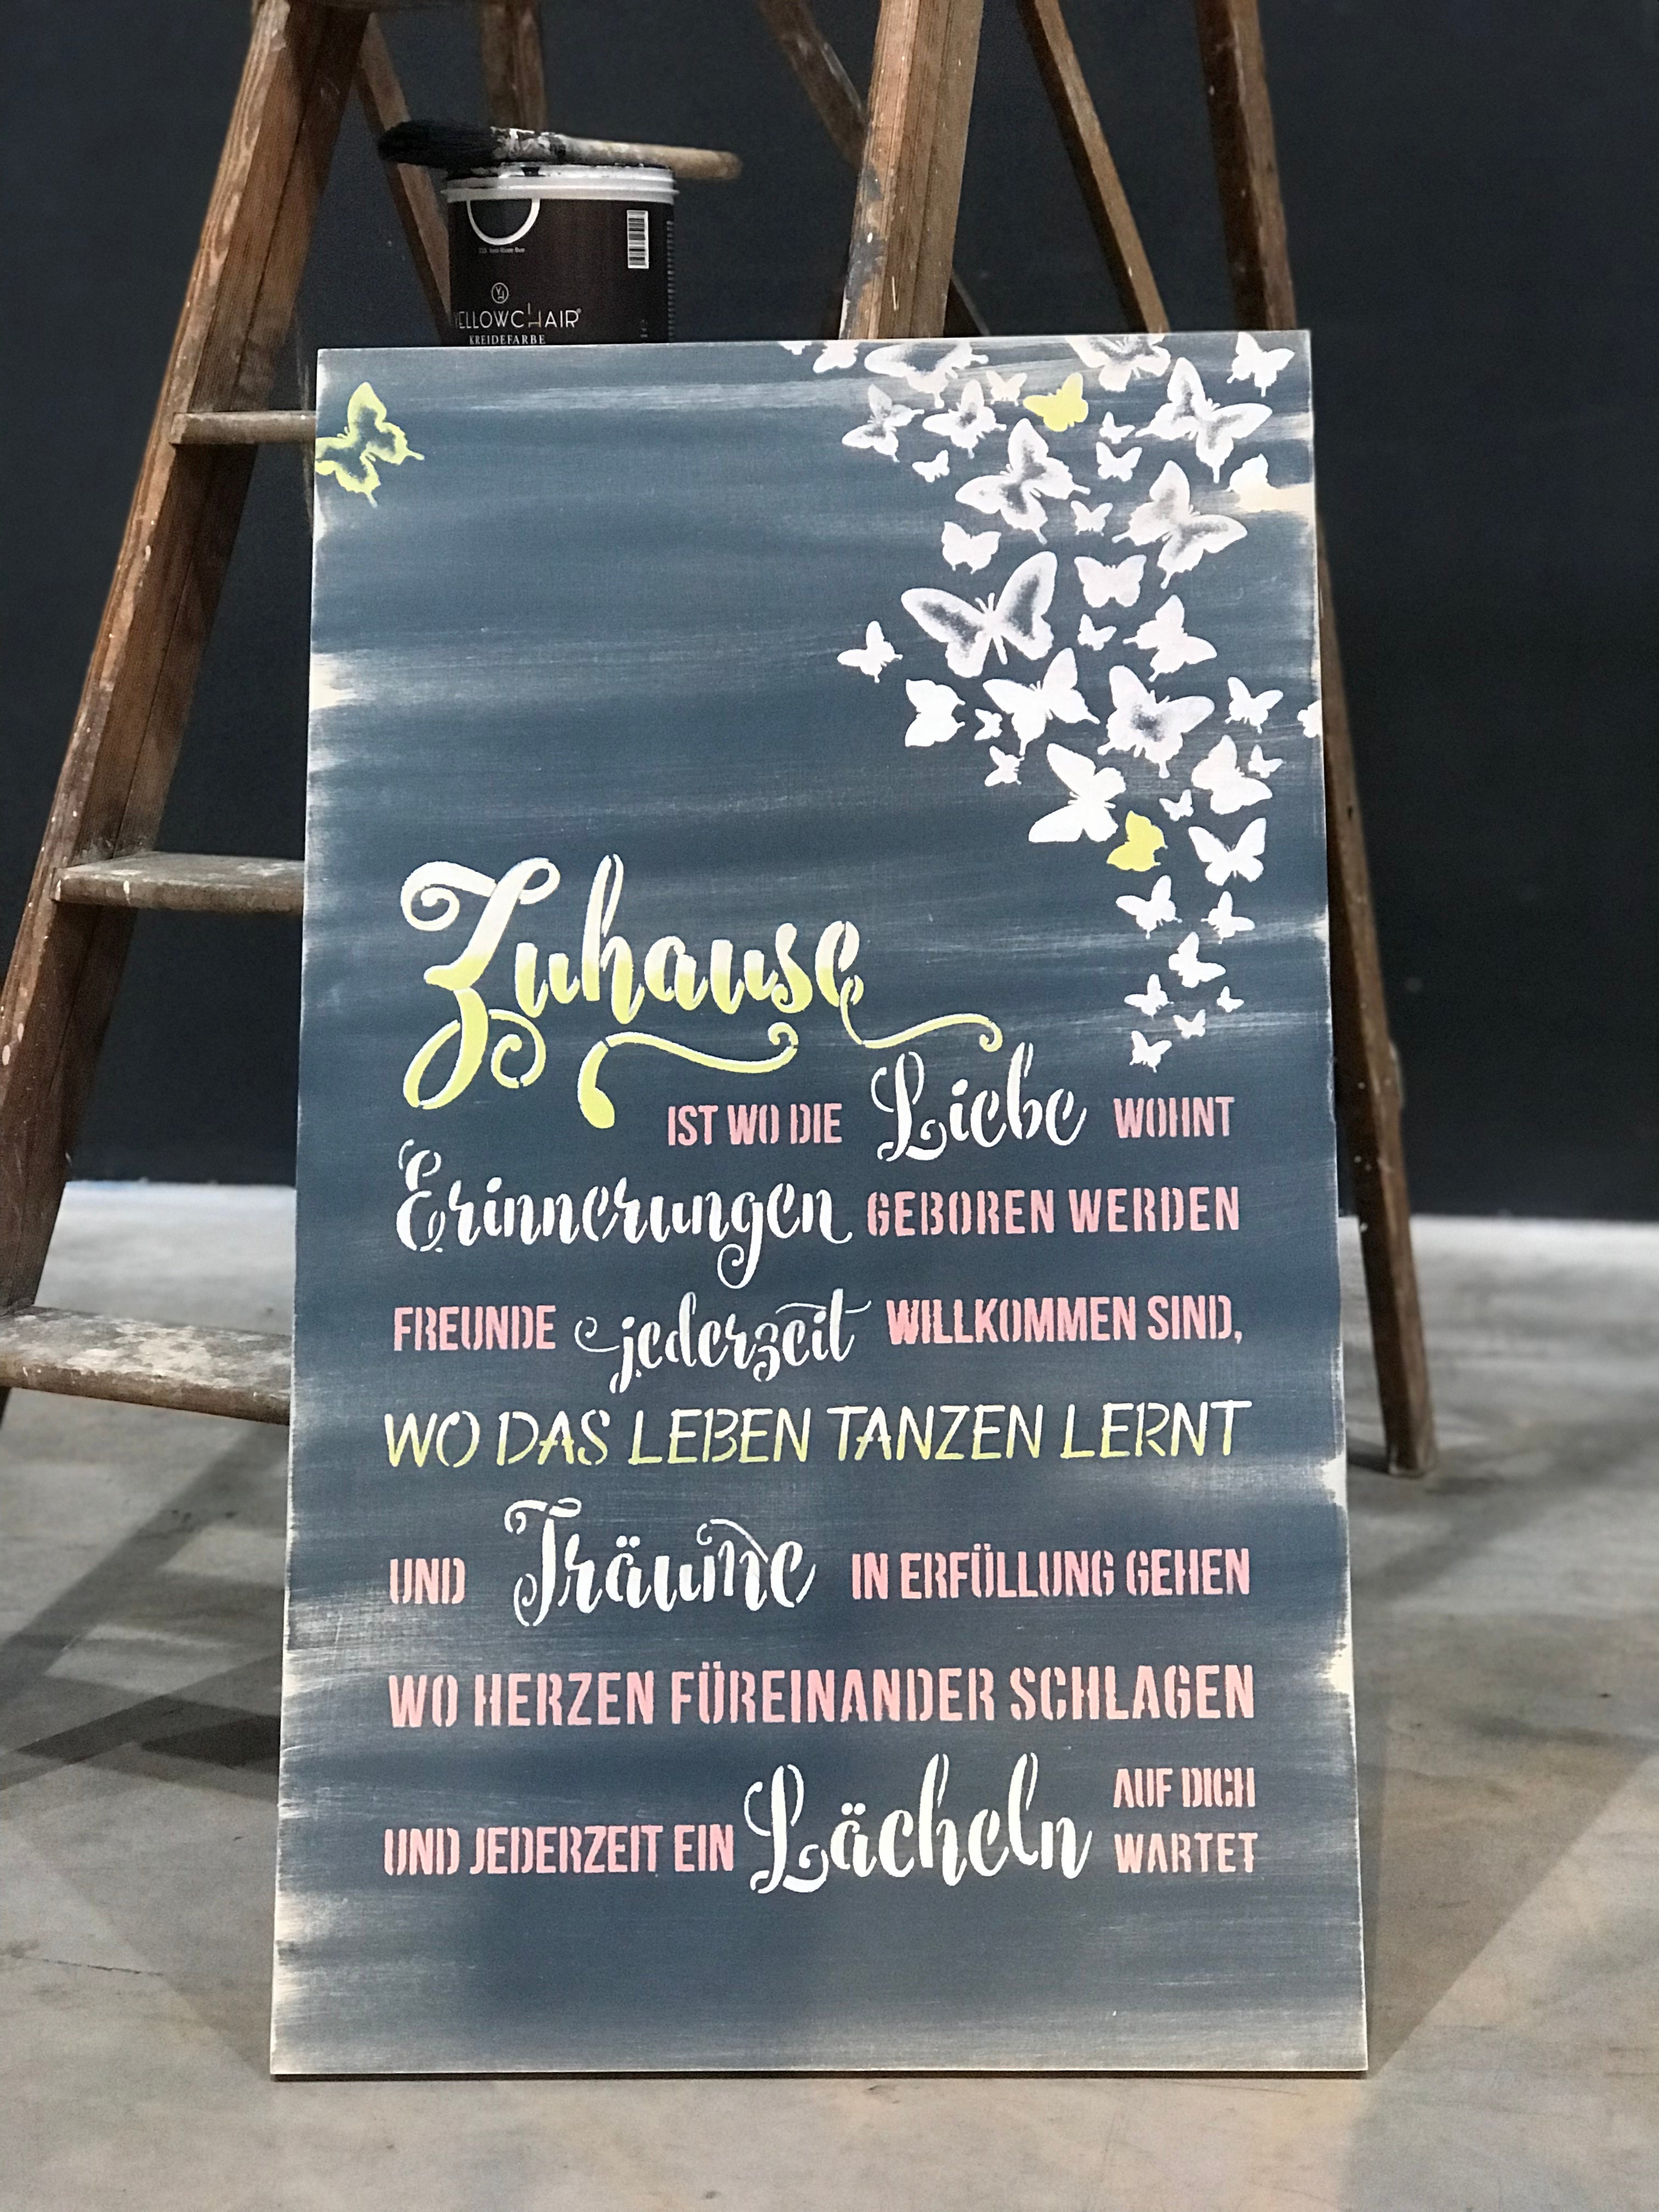 YELLOWCHAIR
KREIDEFARBE
Zuhause
IST WO DIE Liebe WOHNT
Erinnerungen GEBOREN WERDEN
FREUNDE jederzeit WILLKOMMEN SIND,
WO DAS LEBEN TANZEN LERNT
UND Träume IN ERFÜLLUNG GEHEN
WO HERZEN FÜREINANDER SCHLAGEN
UND JEDERZEIT EIN Lächeln AUF DICH
WARTET